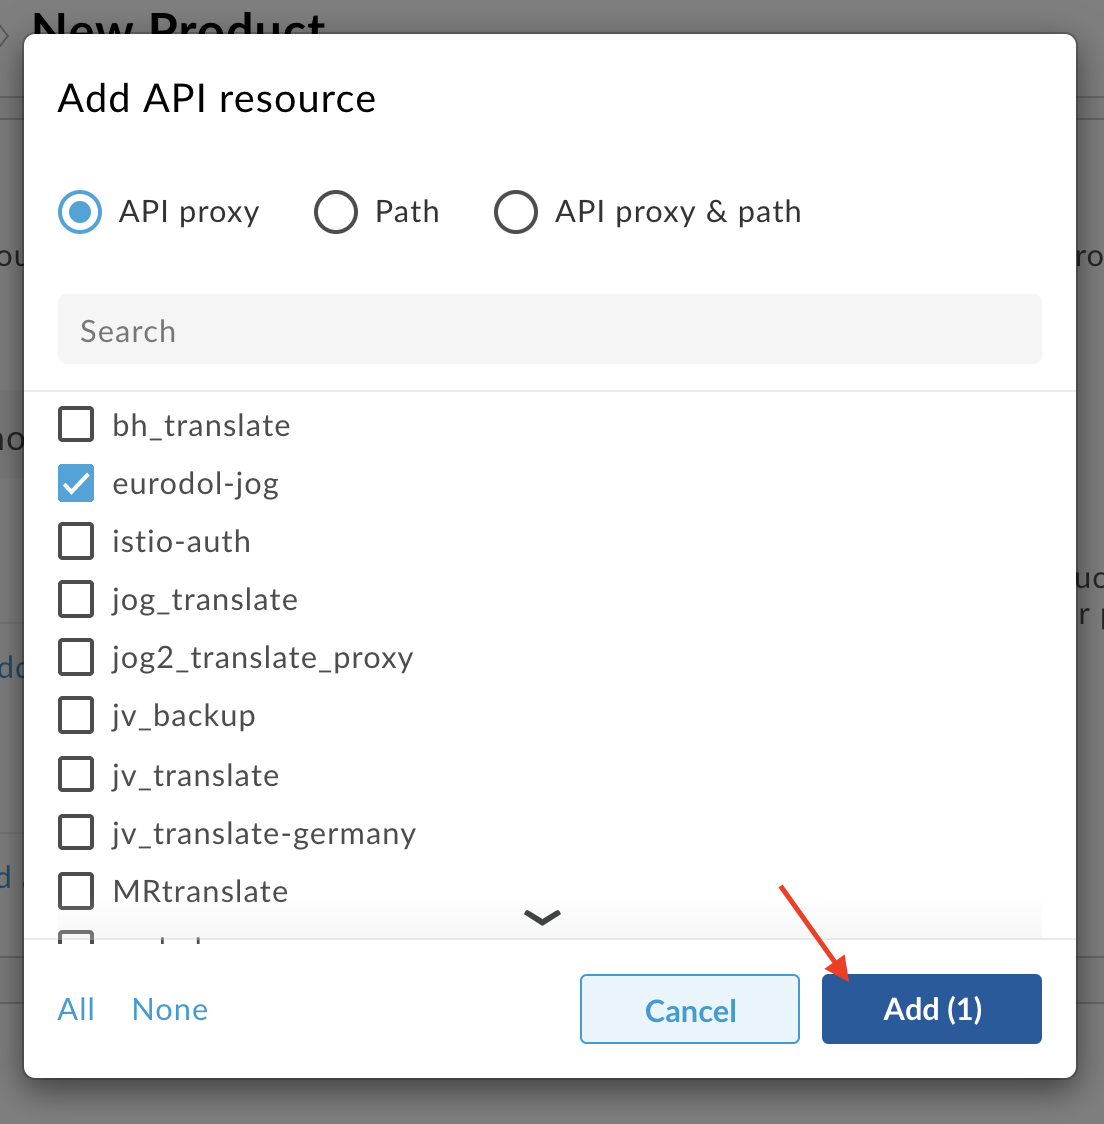 New Product
Add API resource
API proxy Path API proxy & path
Search
bh_translate
eurodol-jog
istio-auth
jog_translate
jog2_translate_proxy
jv_backup
jv_translate
jv_translate-germany
MRtranslate
All None Cancel Add (1)